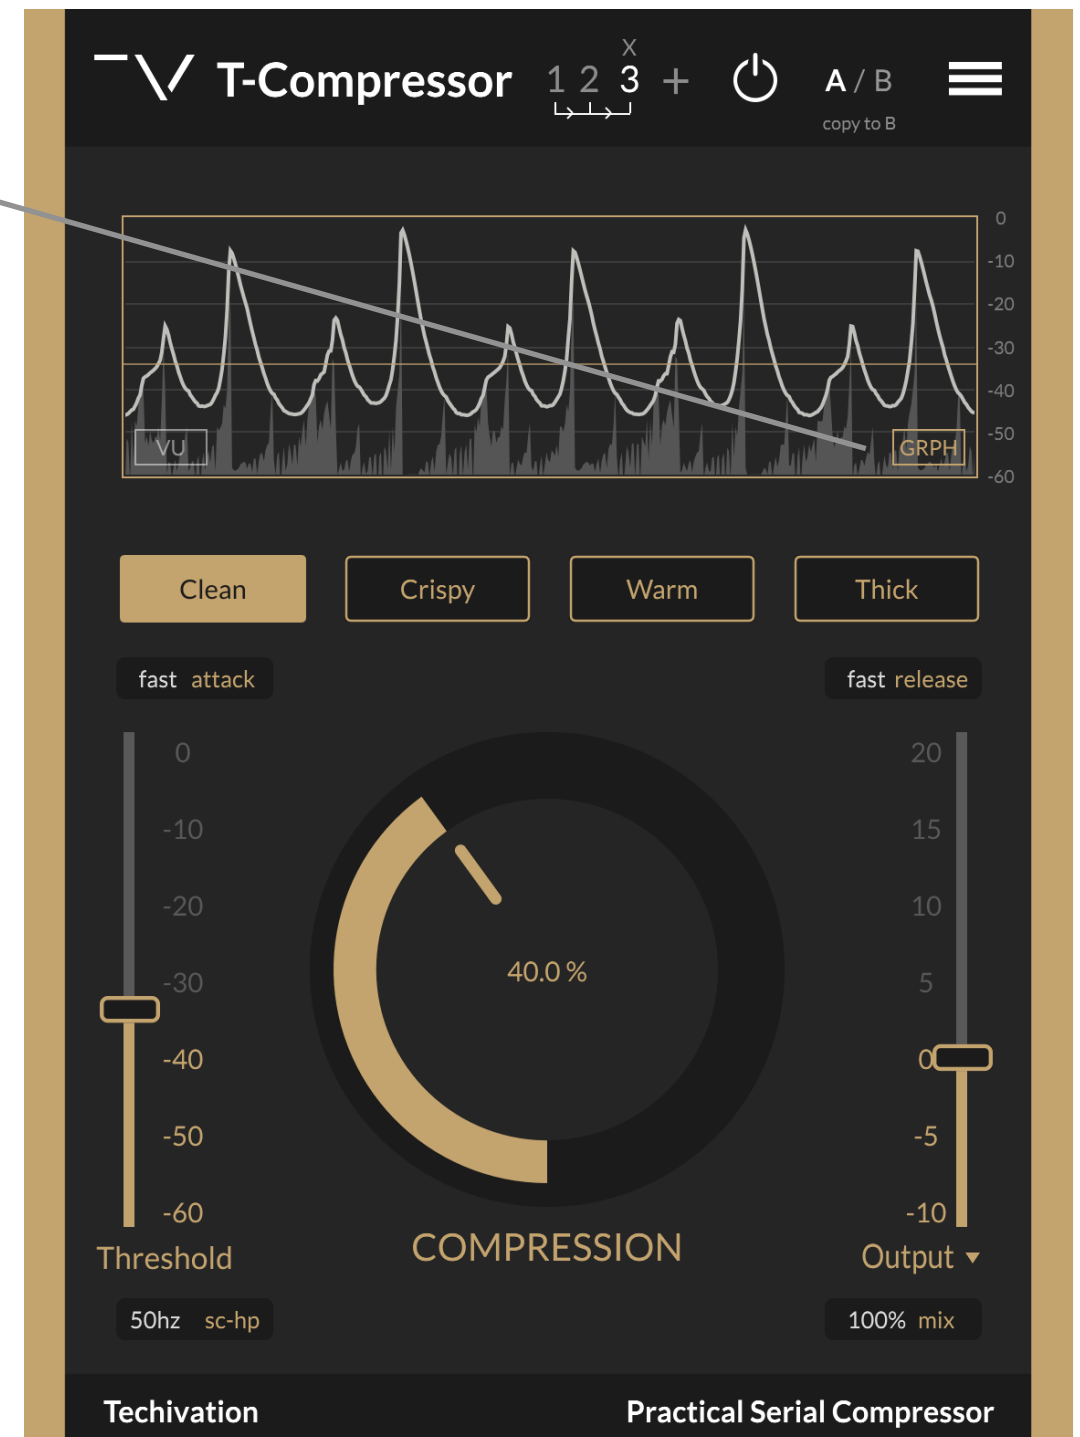 X
T-Compressor 1 2 3 + A / B
copy to B
0
-10
-20
-30
-40
-50
-60
VU GRPH
Clean Crispy Warm Thick
fast attack fast release
0 20
-10 15
-20 10
-30 5
40.0 %
-40 0
-50 -5
-60 -10
Threshold COMPRESSION Output
50hz sc-hp 100% mix
Techivation Practical Serial Compressor